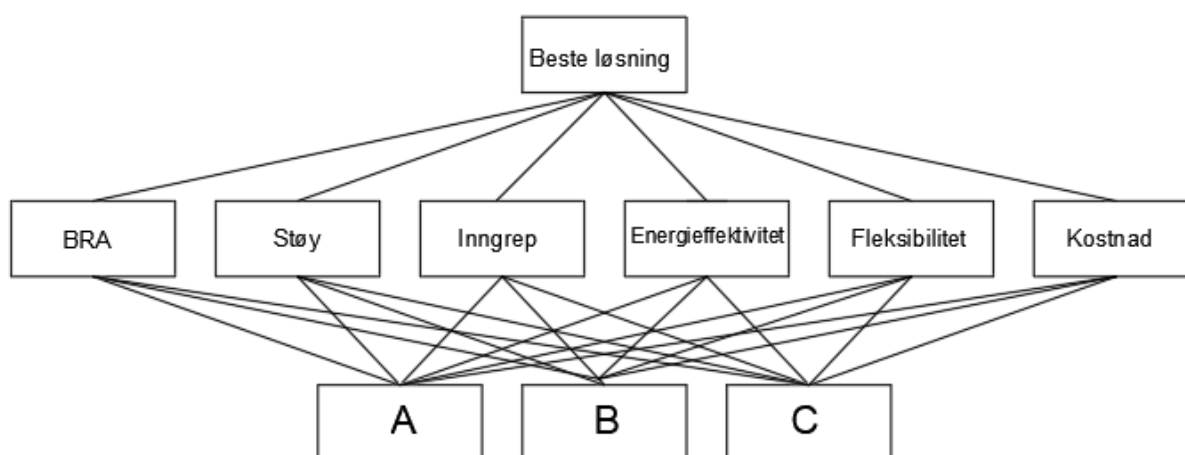 Beste løsning
BRA
Støy
Inngrep
Energieffektivitet
Fleksibilitet
Kostnad
A
B
C